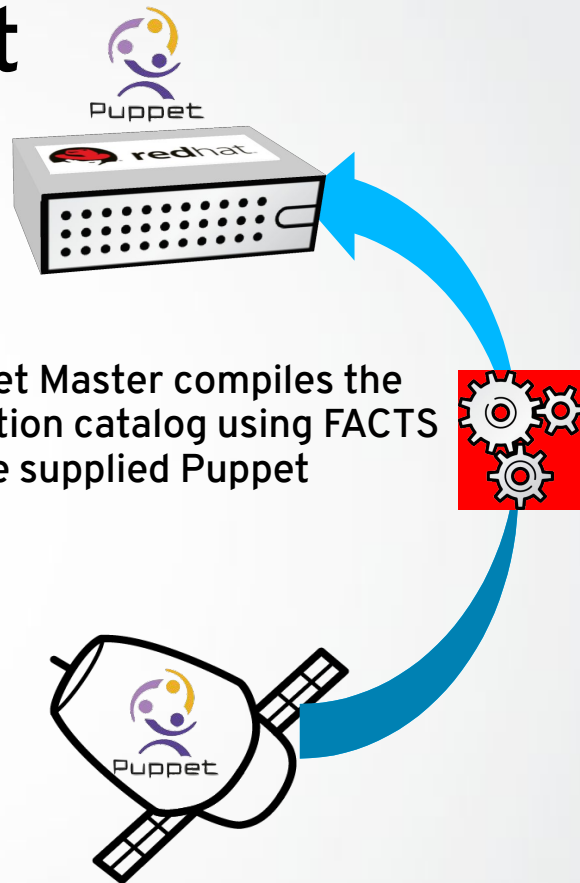 t
Puppet
redhat.
et Master compiles the
tion catalog using FACTS
e supplied Puppet
Puppet